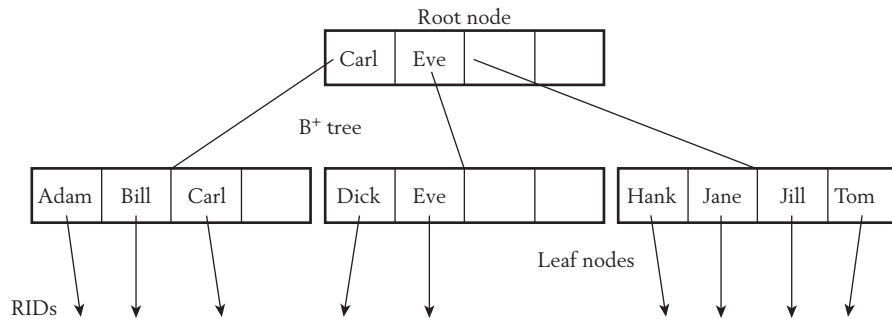 Root node
Carl Eve
B+ tree
Adam Bill Carl
Dick Eve
Hank Jane Jill Tom
Leaf nodes
RIDs